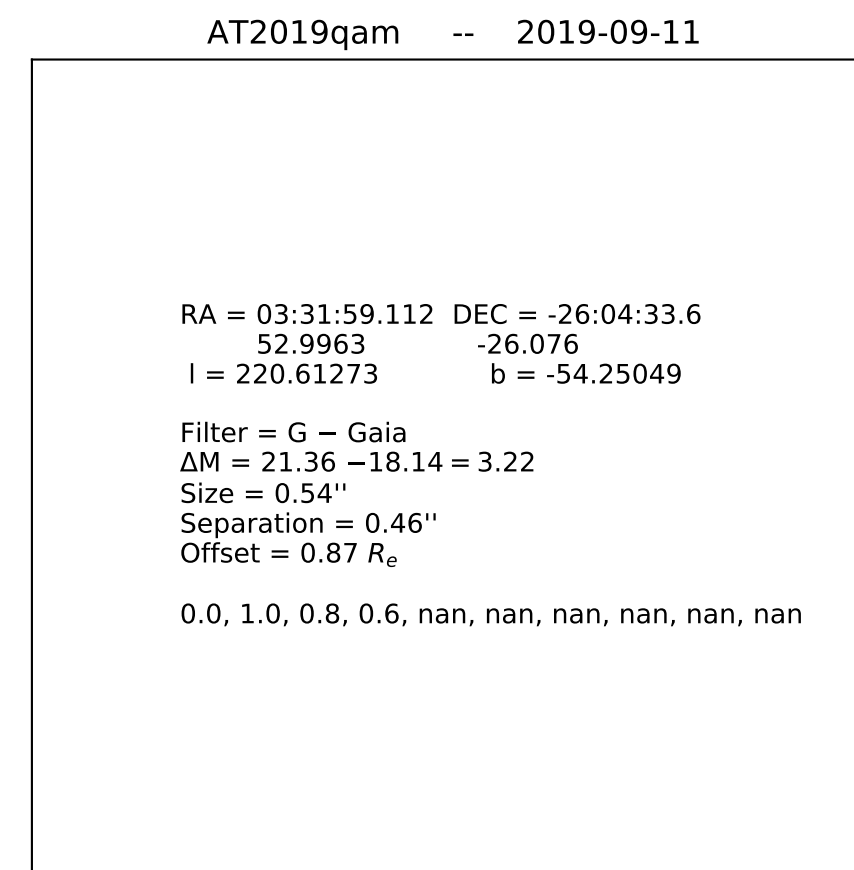 AT2019qam -- 2019-09-11
RA = 03:31:59.112 DEC = -26:04:33.6
52.9963 -26.076
l = 220.61273 b = -54.25049
Filter = G − Gaia
ΔM = 21.36 −18.14 = 3.22
Size = 0.54''
Separation = 0.46''
Offset = 0.87 Re
0.0, 1.0, 0.8, 0.6, nan, nan, nan, nan, nan, nan